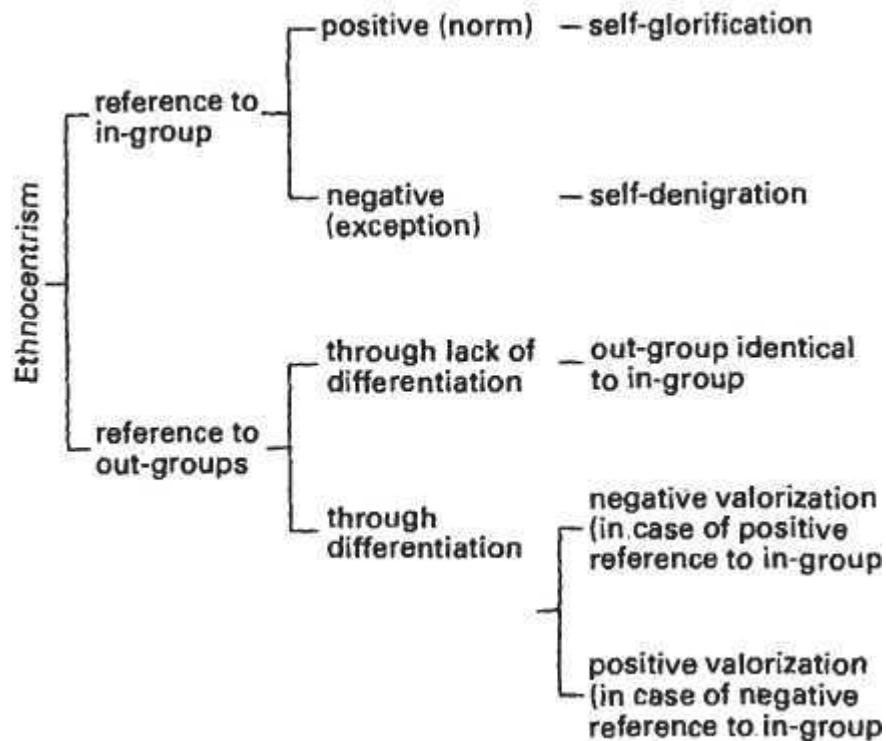 Ethnocentrism
reference to
in-group
positive (norm)
– self-glorification
negative
(exception)
– self-denigration
reference to
out-groups
through lack of
differentiation
– out-group identical
to in-group
through
differentiation
negative valorization
(in case of positive
reference to in-group
positive valorization
(in case of negative
reference to in-group